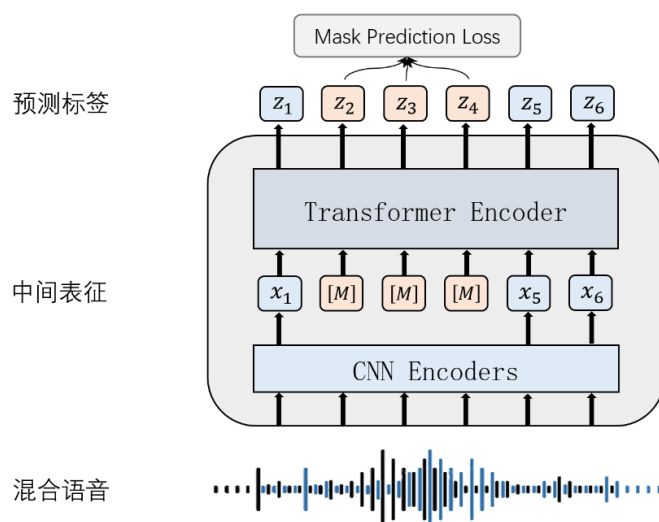 Mask Prediction Loss
预测标签 z₁ z₂ z₃ z₄ z₅ z₆
Transformer Encoder
中间表征 x₁ [M] [M] [M] x₅ x₆
CNN Encoders
混合语音